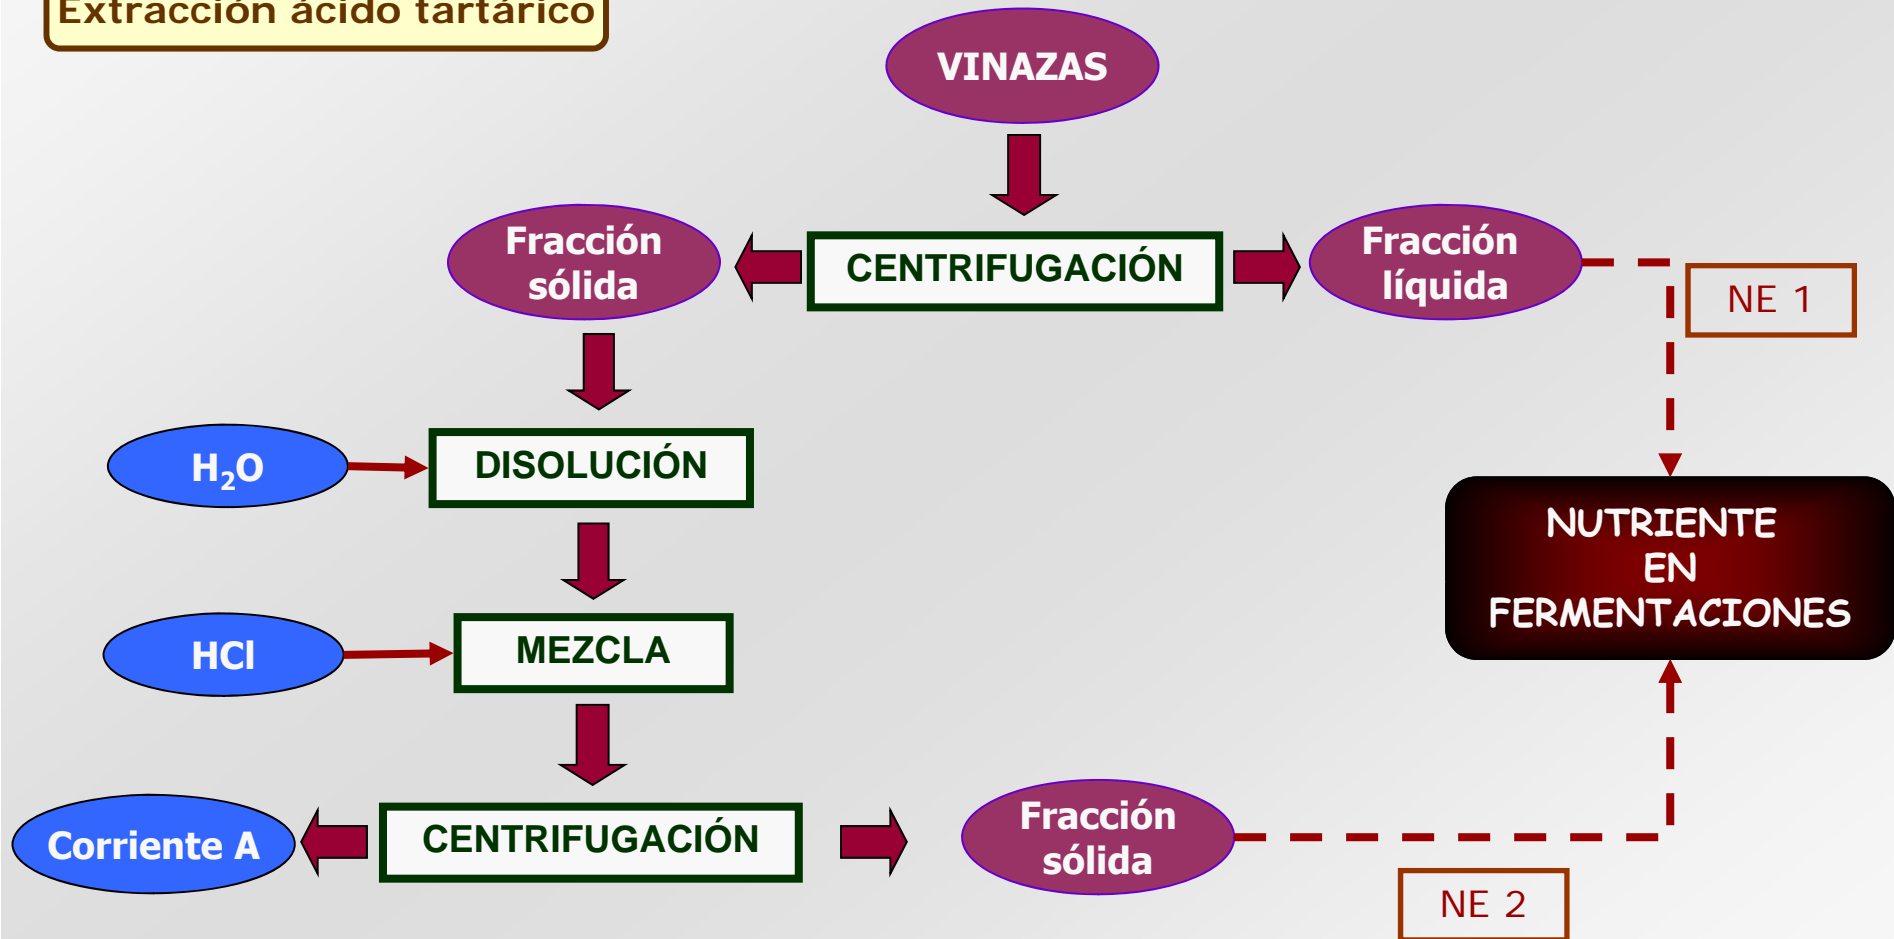 Extracción ácido tartárico
VINAZAS
Fracción
sólida
CENTRIFUGACIÓN
Fracción
líquida
NE 1
H₂O
DISOLUCIÓN
NUTRIENTE
EN
FERMENTACIONES
HCl
MEZCLA
Corriente A
CENTRIFUGACIÓN
Fracción
sólida
NE 2